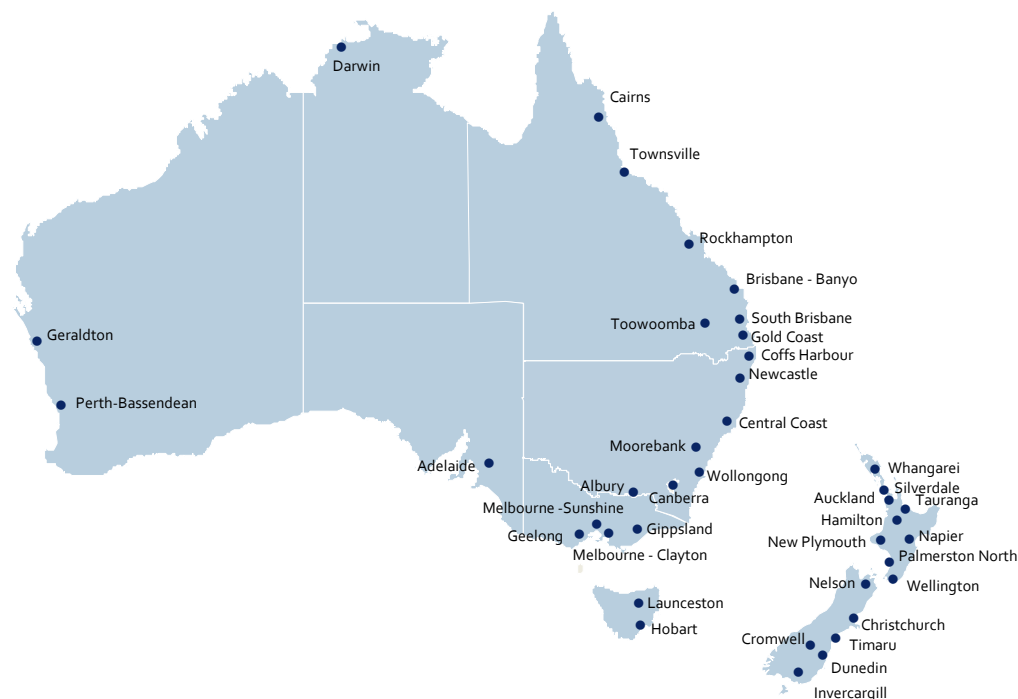 Darwin
Cairns
Townsville
Rockhampton
Brisbane - Banyo
South Brisbane
Toowoomba
Gold Coast
Geraldton
Coffs Harbour
Newcastle
Perth-Bassendean
Central Coast
Moorebank
Adelaide
Wollongong
Albury
Canberra
Melbourne -Sunshine
Gippsland
Geelong
Melbourne - Clayton
Launceston
Hobart
Whangarei
Silverdale
Auckland
Tauranga
Hamilton
Napier
New Plymouth
Palmerston North
Nelson
Wellington
Christchurch
Cromwell
Timaru
Dunedin
Invercargill